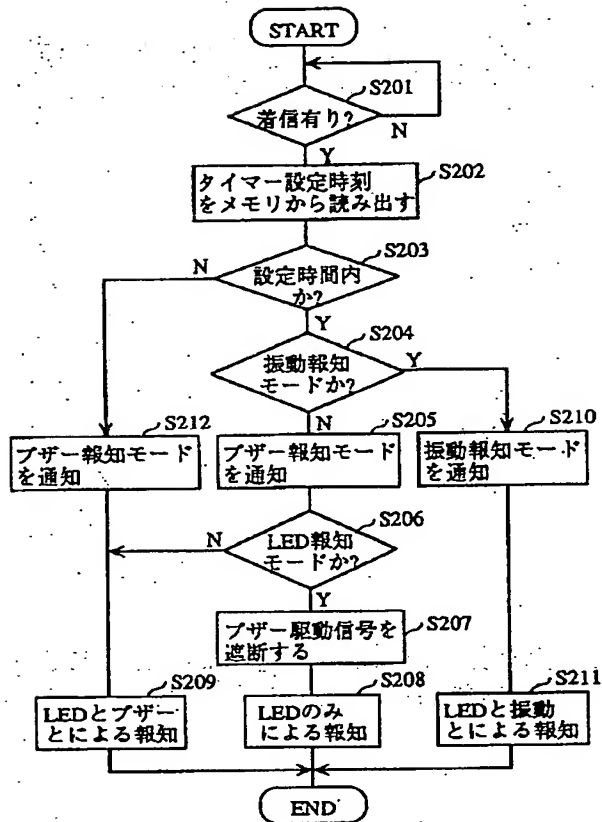 START
S201
着信有り?
N
Y
S202
タイマー設定時刻
をメモリから読み出す
S203
N
設定時間内
か?
Y
S204
振動報知
モードか?
Y
N
S212
ブザー報知モード
を通知
S205
ブザー報知モード
を通知
S210
振動報知モード
を通知
S206
N
LED報知
モードか?
Y
S207
ブザー駆動信号を
遮断する
S209
LEDとブザー
とによる報知
S208
LEDのみ
による報知
S211
LEDと振動
とによる報知
END